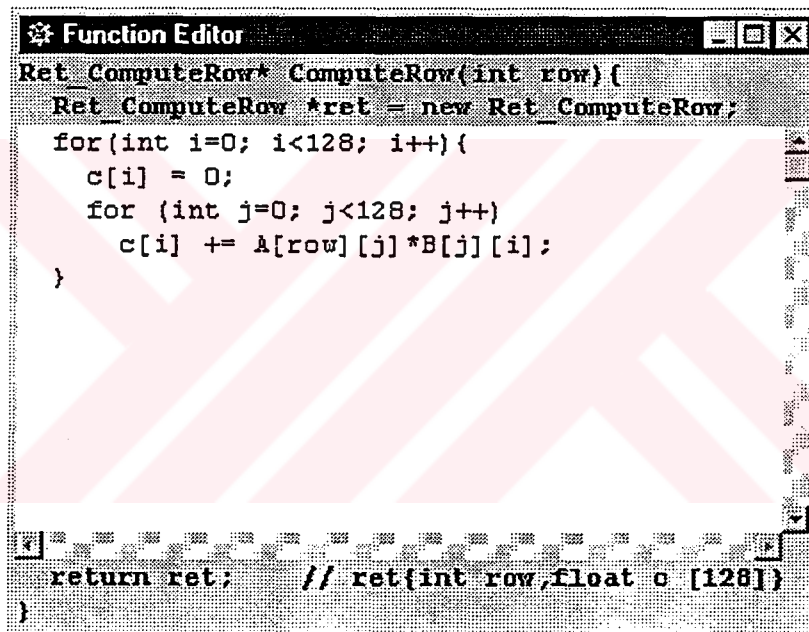 Function Editor
Ret_ComputeRow* ComputeRow(int row){
  Ret_ComputeRow *ret = new Ret_ComputeRow;
  for(int i=0; i<128; i++){
    c[i] = 0;
    for (int j=0; j<128; j++)
      c[i] += A[row][j]*B[j][i];
  }
  return ret;    // ret{int row,float c [128]}
}